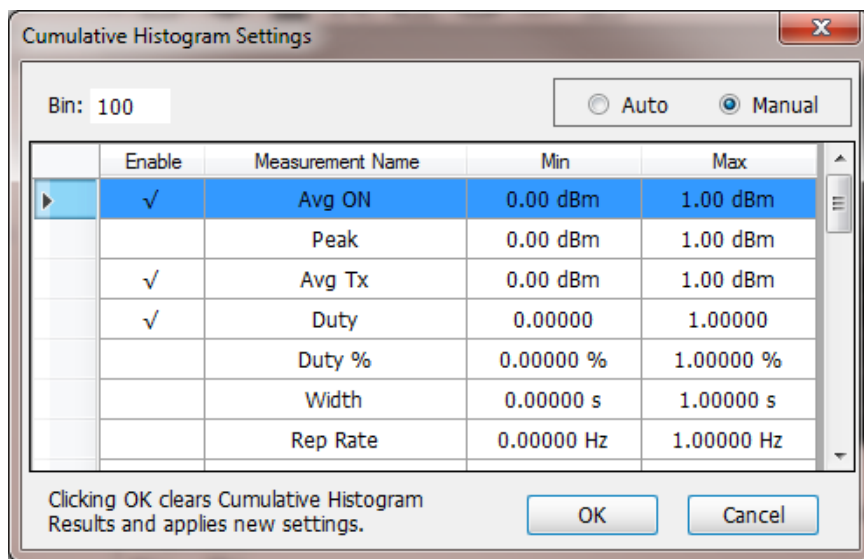 Cumulative Histogram Settings
X
Bin: 100 Auto Manual
Enable Measurement Name Min Max
√ Avg ON 0.00 dBm 1.00 dBm
Peak 0.00 dBm 1.00 dBm
√ Avg Tx 0.00 dBm 1.00 dBm
√ Duty 0.00000 1.00000
Duty % 0.00000 % 1.00000 %
Width 0.00000 s 1.00000 s
Rep Rate 0.00000 Hz 1.00000 Hz
Clicking OK clears Cumulative Histogram
Results and applies new settings.
OK Cancel